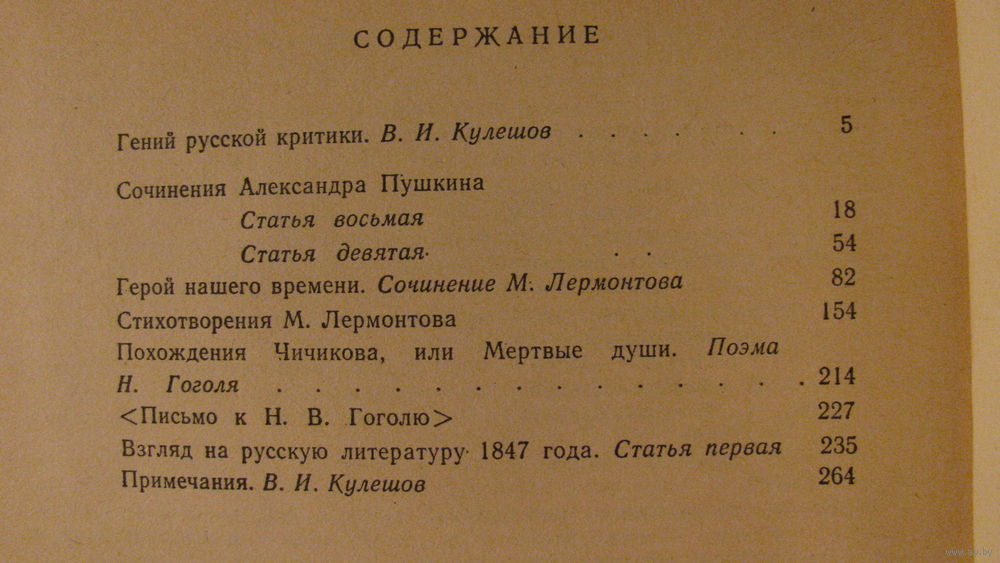 СОДЕРЖАНИЕ
Гений русской критики. В. И. Кулешов . . . . . . 5
Сочинения Александра Пушкина
Статья восьмая 18
Статья девятая . . 54
Герой нашего времени. Сочинение М. Лермонтова 82
Стихотворения М. Лермонтова 154
Похождения Чичикова, или Мертвые души. Поэма
Н. Гоголя . . . . . . . . . . . . . . 214
<Письмо к Н. В. Гоголю> 227
Взгляд на русскую литературу 1847 года. Статья первая 235
Примечания. В. И. Кулешов 264